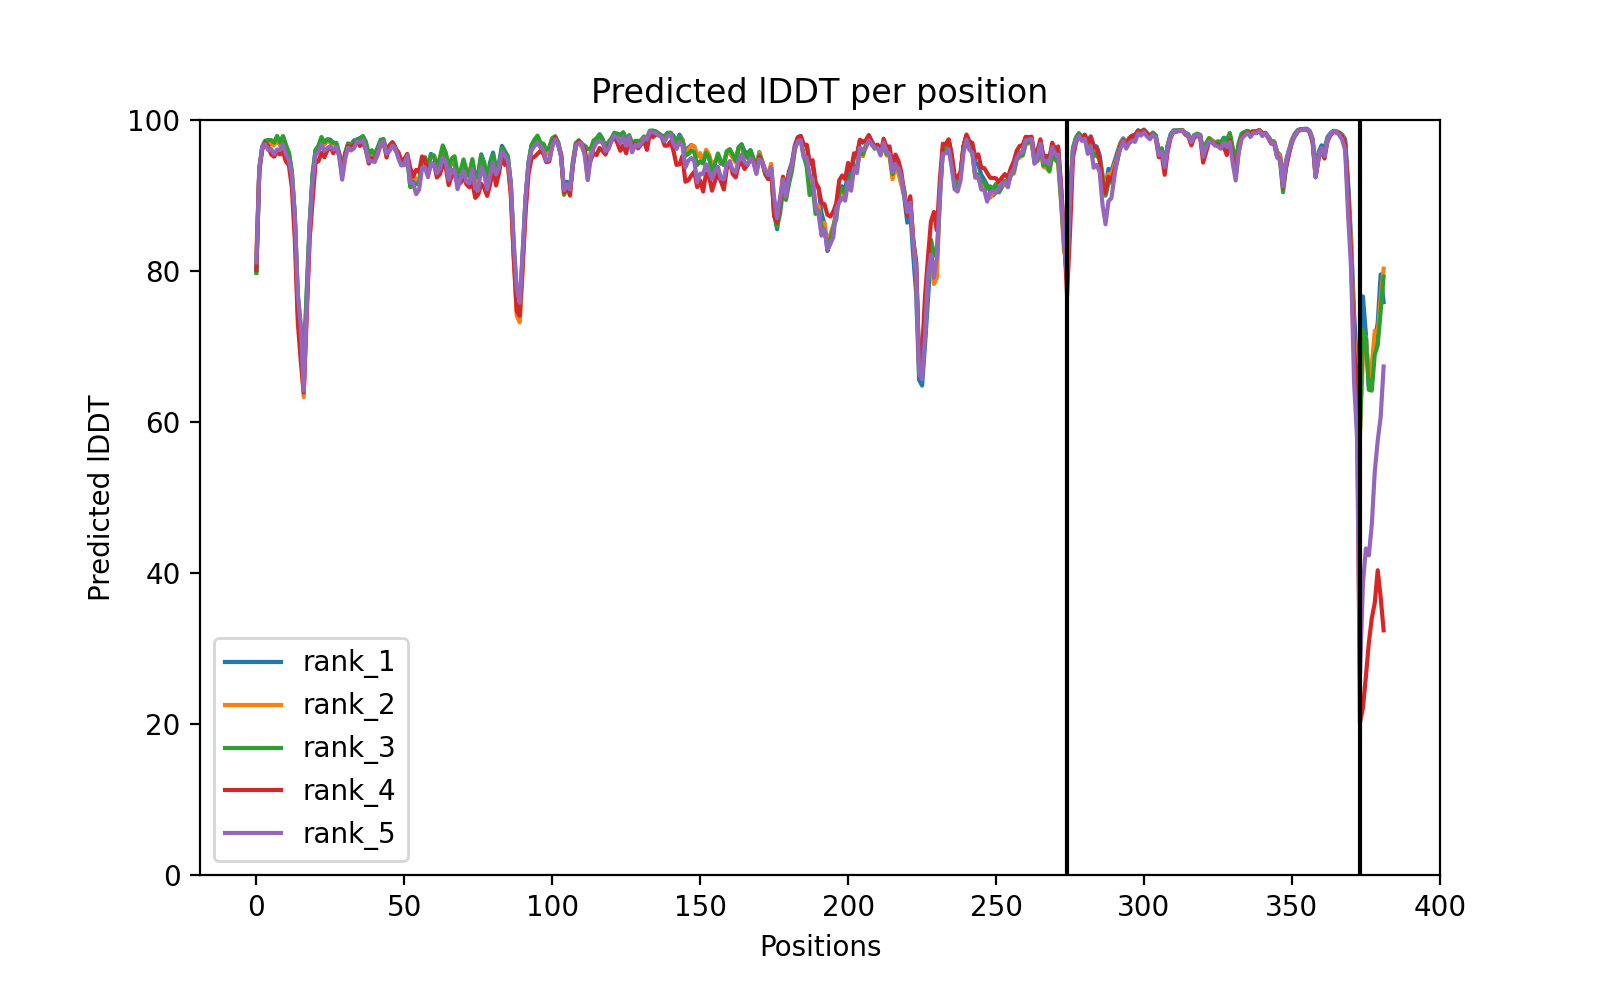 Predicted lDDT per position
100
80
60
40
20
0
Predicted lDDT
rank_1
rank_2
rank_3
rank_4
rank_5
0 50 100 150 200 250 300 350 400
Positions